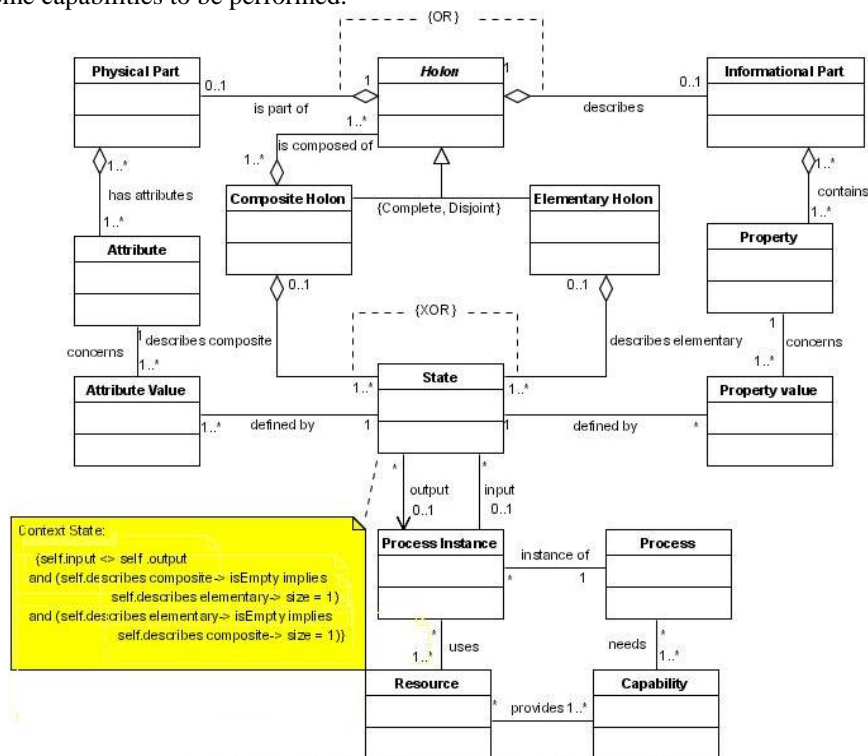 capabilities to be performed.
{OR}
Physical Part
Holon
Informational Part
0..1
1
1
0..1
is part of
describes
1..*
is composed of
1..*
1..*
1..*
has attributes
contains
Composite Holon
{Complete, Disjoint}
Elementary Holon
1..*
1..*
Attribute
Property
0..1
0..1
{XOR}
1
describes composite
describes elementary
1
concerns
1..*
concerns
1..*
1..*
State
1..*
Attribute Value
Property value
1..*
defined by
1
1
defined by
*
*
*
output
input
0..1
0..1
Context State:
{self.input <> self .output
and (self.describes composite-> isEmpty implies
self.describes elementary-> size = 1)
and (self.describes elementary-> isEmpty implies
self.describes composite-> size = 1)}
Process Instance
instance of
Process
*
1
*
uses
1..*
*
needs
1..*
Resource
Capability
*
provides
1..*